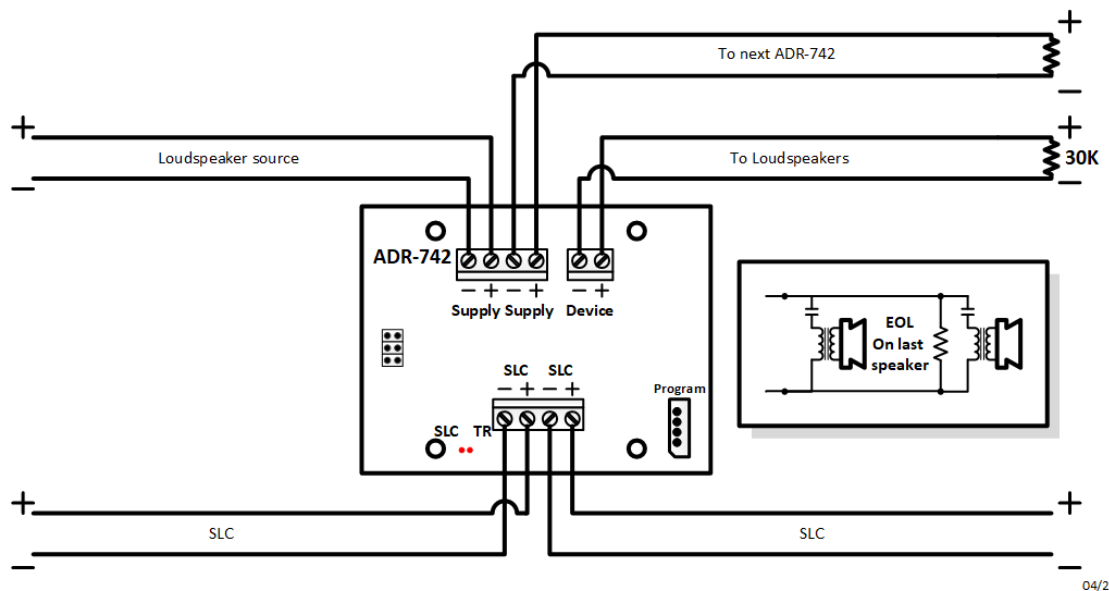 +
To next ADR-742
−
+
Loudspeaker source
−
+
To Loudspeakers
30K
−
ADR-742
− + − + − +
Supply Supply Device
EOL
On last
speaker
SLC SLC
− + − +
Program
SLC TR
+
SLC
−
+
SLC
−
04/2